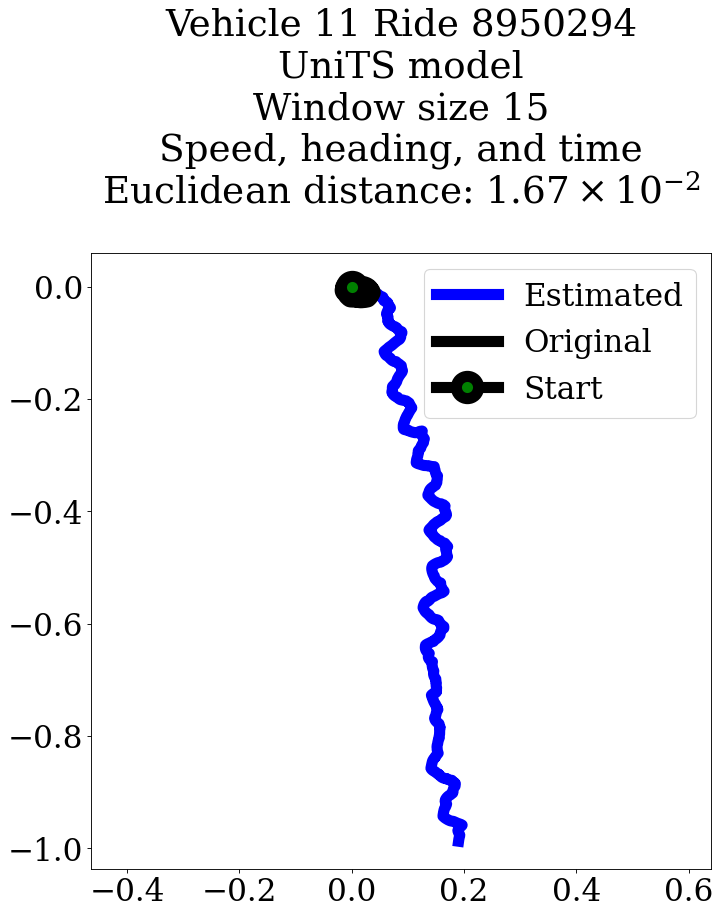 Vehicle 11 Ride 8950294
UniTS model
Window size 15
Speed, heading, and time
Euclidean distance: 1.67 × 10⁻²
Estimated
Original
Start
0.0
−0.2
−0.4
−0.6
−0.8
−1.0
−0.4 −0.2 0.0 0.2 0.4 0.6